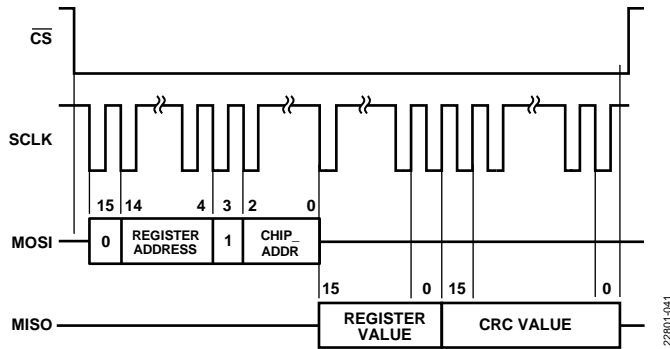 CS
SCLK
15 14 4 3 2 0
MOSI 0 REGISTER ADDRESS 1 CHIP_ ADDR
15 0 15 0
MISO REGISTER VALUE CRC VALUE
22801-041